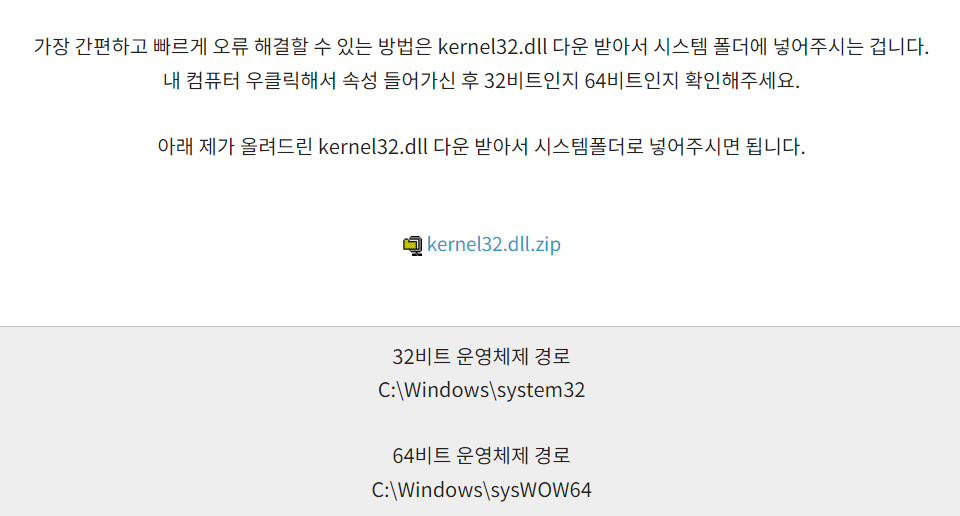 가장 간편하고 빠르게 오류 해결할 수 있는 방법은 kernel32.dll 다운 받아서 시스템 폴더에 넣어주시는 겁니다.
내 컴퓨터 우클릭해서 속성 들어가신 후 32비트인지 64비트인지 확인해주세요.
아래 제가 올려드린 kernel32.dll 다운 받아서 시스템폴더로 넣어주시면 됩니다.
kernel32.dll.zip
32비트 운영체제 경로
C:\Windows\system32
64비트 운영체제 경로
C:\Windows\sysWOW64